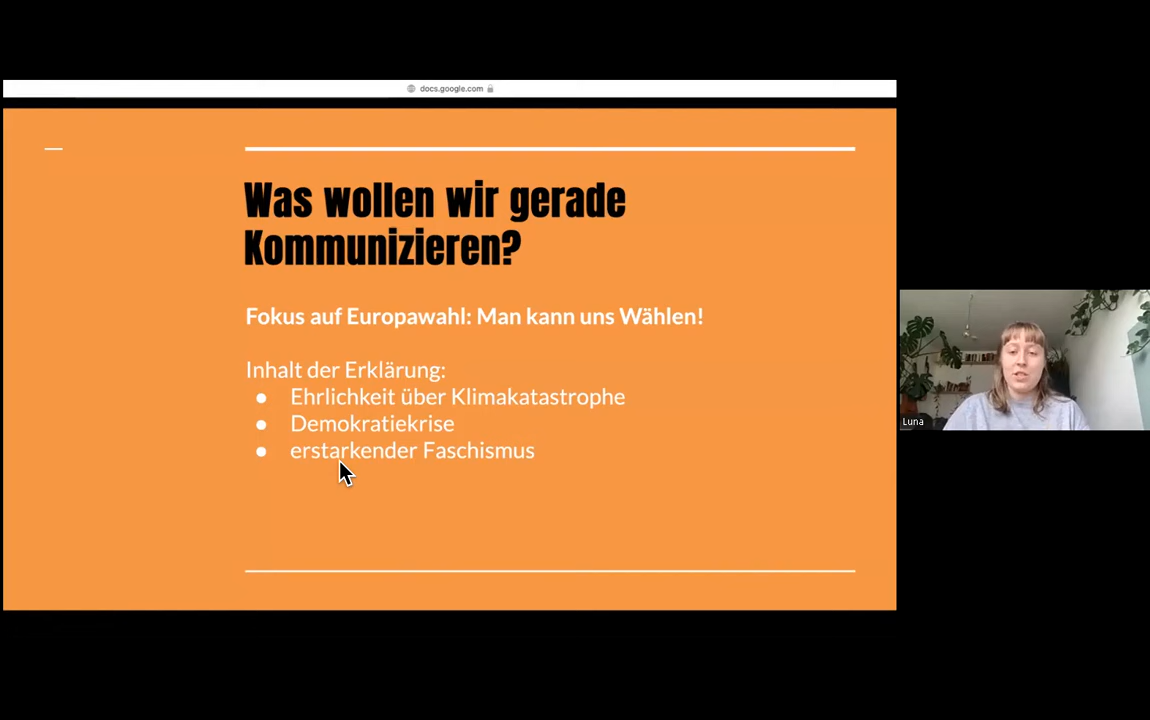 docs.google.com
Was wollen wir gerade
Kommunizieren?
Fokus auf Europawahl: Man kann uns Wählen!
Inhalt der Erklärung:
● Ehrlichkeit über Klimakatastrophe
● Demokratiekrise
● erstarkender Faschismus
Luna